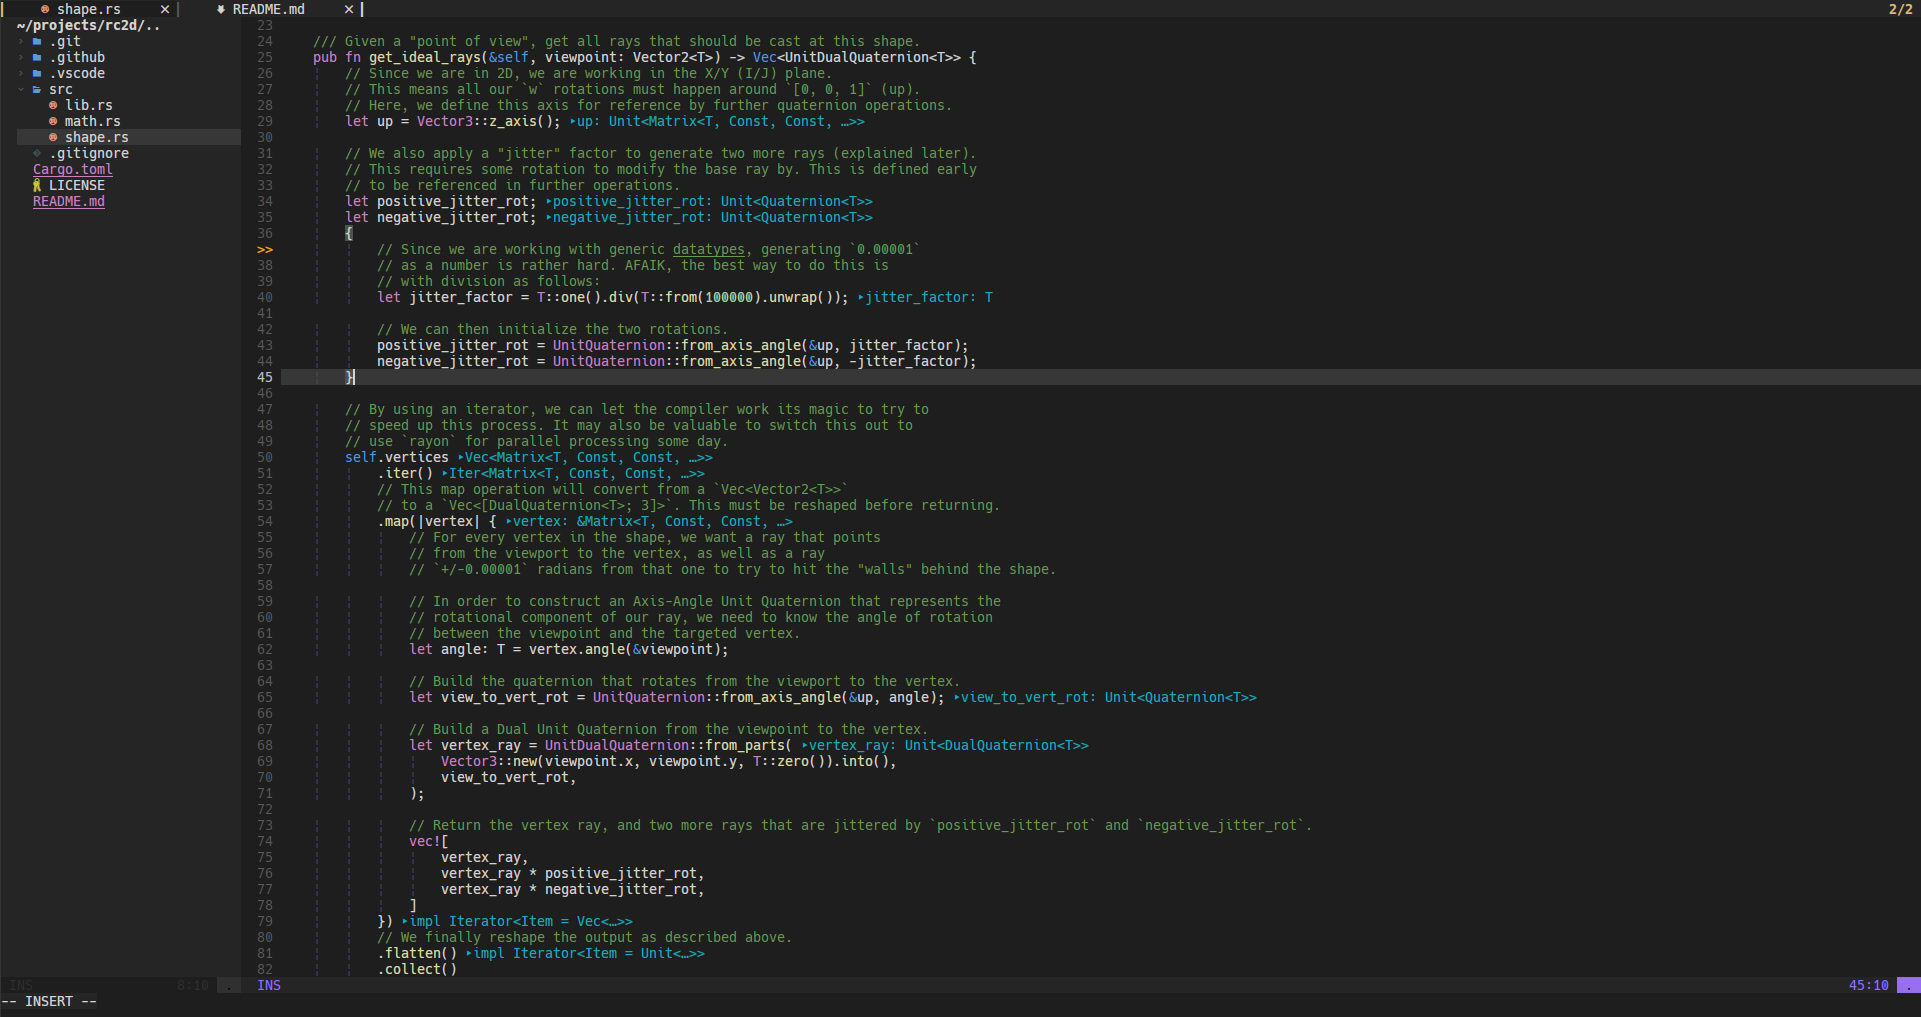 shape.rs ✕ README.md ✕ 2/2
~/projects/rc2d/..
› .git
› .github
› .vscode
⌄ src
lib.rs
math.rs
shape.rs
.gitignore
Cargo.toml
LICENSE
README.md
23
24 /// Given a "point of view", get all rays that should be cast at this shape.
25 pub fn get_ideal_rays(&self, viewpoint: Vector2<T>) -> Vec<UnitDualQuaternion<T>> {
26 // Since we are in 2D, we are working in the X/Y (I/J) plane.
27 // This means all our `w` rotations must happen around `[0, 0, 1]` (up).
28 // Here, we define this axis for reference by further quaternion operations.
29 let up = Vector3::z_axis(); ‣up: Unit<Matrix<T, Const, Const, …>>
30
31 // We also apply a "jitter" factor to generate two more rays (explained later).
32 // This requires some rotation to modify the base ray by. This is defined early
33 // to be referenced in further operations.
34 let positive_jitter_rot; ‣positive_jitter_rot: Unit<Quaternion<T>>
35 let negative_jitter_rot; ‣negative_jitter_rot: Unit<Quaternion<T>>
36 {
>> // Since we are working with generic datatypes, generating `0.00001`
38 // as a number is rather hard. AFAIK, the best way to do this is
39 // with division as follows:
40 let jitter_factor = T::one().div(T::from(100000).unwrap()); ‣jitter_factor: T
41
42 // We can then initialize the two rotations.
43 positive_jitter_rot = UnitQuaternion::from_axis_angle(&up, jitter_factor);
44 negative_jitter_rot = UnitQuaternion::from_axis_angle(&up, -jitter_factor);
45 }
46
47 // By using an iterator, we can let the compiler work its magic to try to
48 // speed up this process. It may also be valuable to switch this out to
49 // use `rayon` for parallel processing some day.
50 self.vertices ‣Vec<Matrix<T, Const, Const, …>>
51 .iter() ‣Iter<Matrix<T, Const, Const, …>>
52 // This map operation will convert from a `Vec<Vector2<T>>`
53 // to a `Vec<[DualQuaternion<T>; 3]>`. This must be reshaped before returning.
54 .map(|vertex| { ‣vertex: &Matrix<T, Const, Const, …>
55 // For every vertex in the shape, we want a ray that points
56 // from the viewport to the vertex, as well as a ray
57 // `+/-0.00001` radians from that one to try to hit the "walls" behind the shape.
58
59 // In order to construct an Axis-Angle Unit Quaternion that represents the
60 // rotational component of our ray, we need to know the angle of rotation
61 // between the viewpoint and the targeted vertex.
62 let angle: T = vertex.angle(&viewpoint);
63
64 // Build the quaternion that rotates from the viewport to the vertex.
65 let view_to_vert_rot = UnitQuaternion::from_axis_angle(&up, angle); ‣view_to_vert_rot: Unit<Quaternion<T>>
66
67 // Build a Dual Unit Quaternion from the viewpoint to the vertex.
68 let vertex_ray = UnitDualQuaternion::from_parts( ‣vertex_ray: Unit<DualQuaternion<T>>
69 Vector3::new(viewpoint.x, viewpoint.y, T::zero()).into(),
70 view_to_vert_rot,
71 );
72
73 // Return the vertex ray, and two more rays that are jittered by `positive_jitter_rot` and `negative_jitter_rot`.
74 vec![
75 vertex_ray,
76 vertex_ray * positive_jitter_rot,
77 vertex_ray * negative_jitter_rot,
78 ]
79 }) ‣impl Iterator<Item = Vec<…>>
80 // We finally reshape the output as described above.
81 .flatten() ‣impl Iterator<Item = Unit<…>>
82 .collect()
INS 8:10 . INS 45:10 .
-- INSERT --